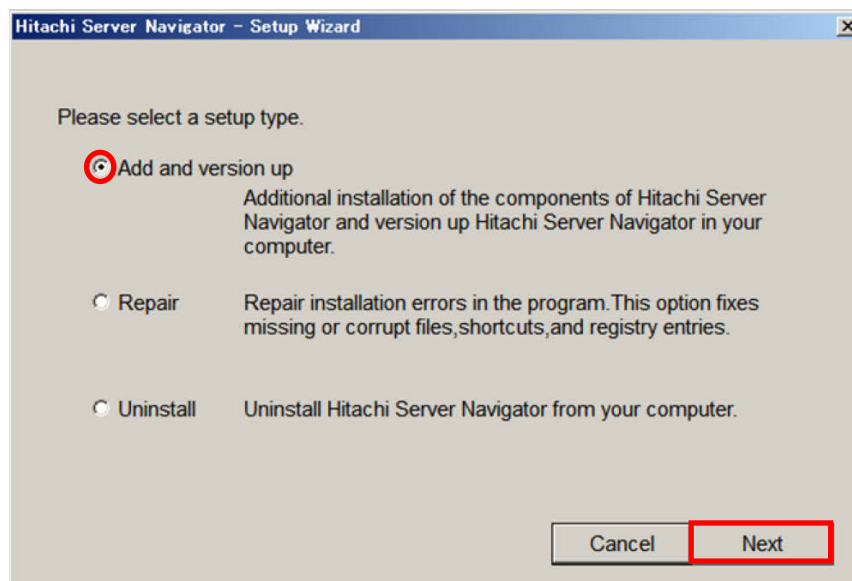 Hitachi Server Navigator - Setup Wizard
Please select a setup type.
Add and version up
Additional installation of the components of Hitachi Server
Navigator and version up Hitachi Server Navigator in your
computer.
Repair
Repair installation errors in the program.This option fixes
missing or corrupt files,shortcuts,and registry entries.
Uninstall
Uninstall Hitachi Server Navigator from your computer.
Cancel
Next